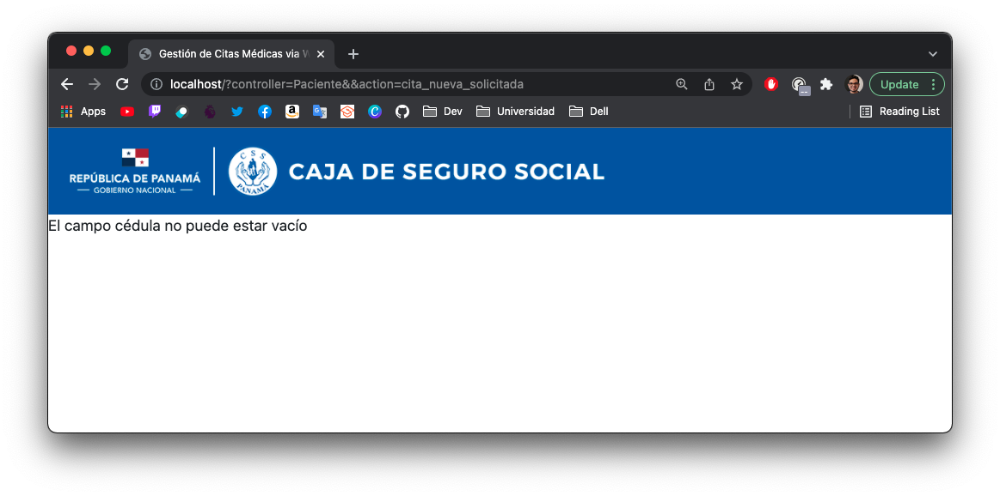 Gestión de Citas Médicas via W
localhost/?controller=Paciente&&action=cita_nueva_solicitada
Update
Apps
Dev
Universidad
Dell
Reading List
REPÚBLICA DE PANAMÁ
GOBIERNO NACIONAL
CSS
PANAMÁ
CAJA DE SEGURO SOCIAL
El campo cédula no puede estar vacío